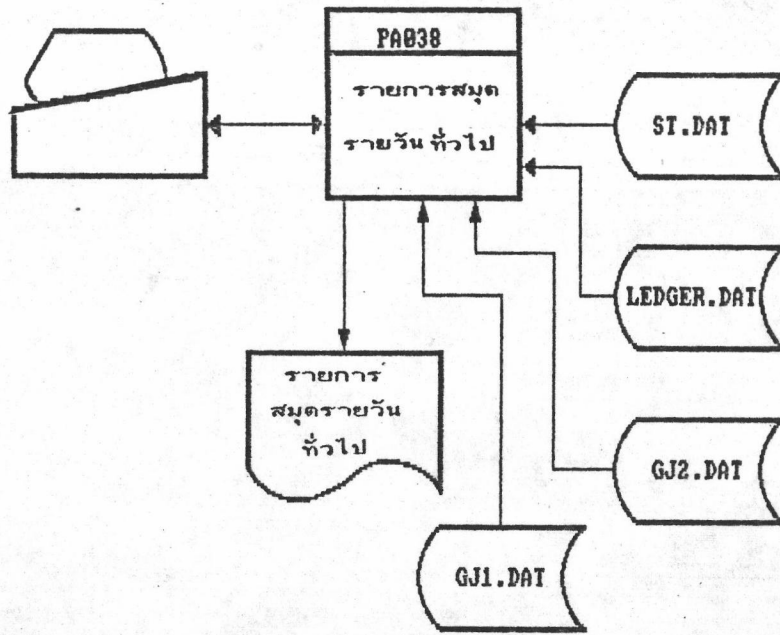 PA038
รายการสมุด
รายวัน ทั่วไป
ST.DAT
LEDGER.DAT
รายการ
สมุดรายวัน
ทั่วไป
GJ2.DAT
GJ1.DAT